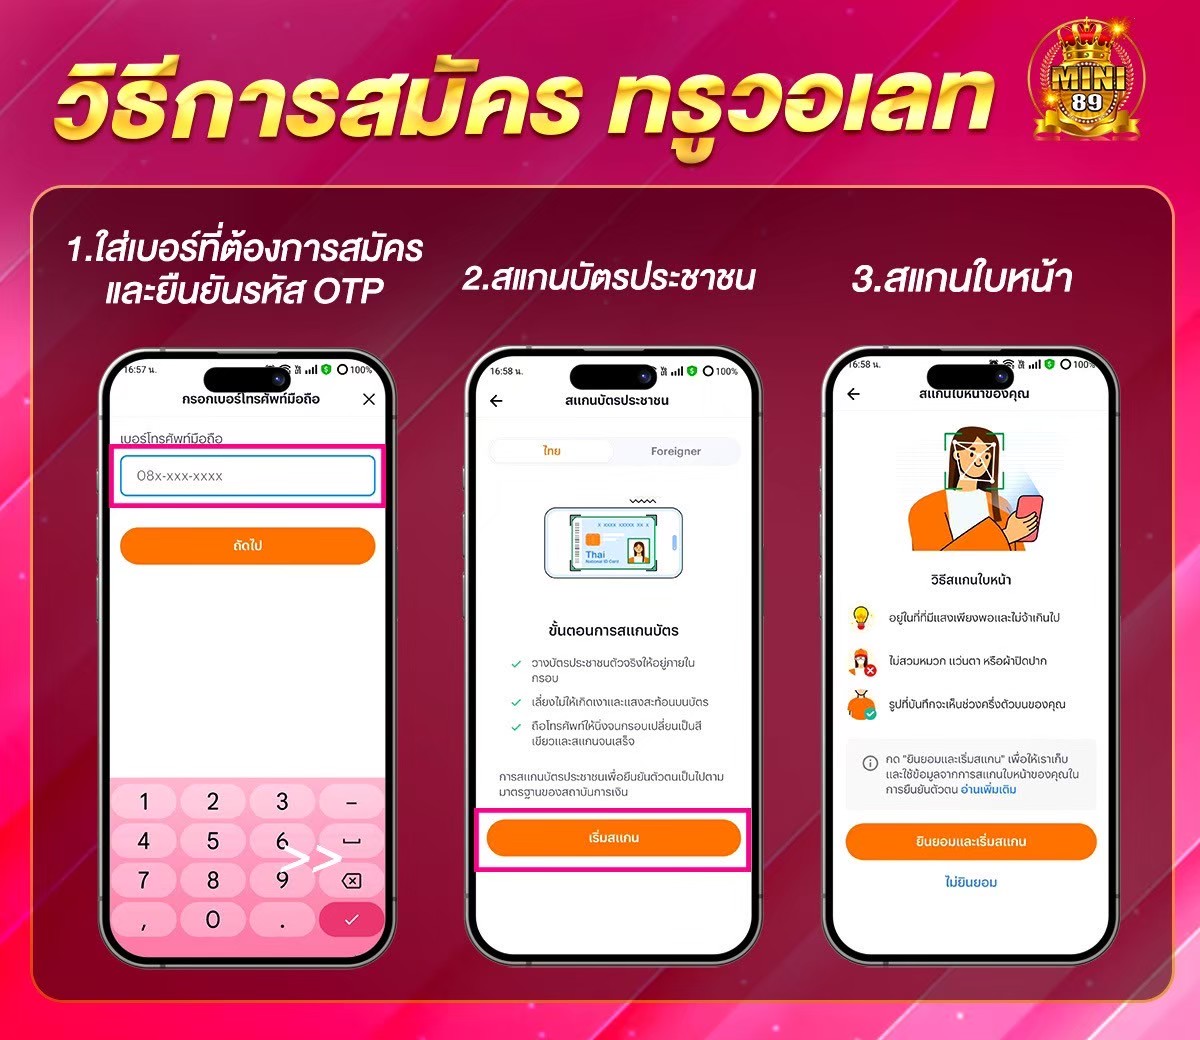 วิธีการสมัคร ทรูวอเลท
MINI
89
1.ใส่เบอร์ที่ต้องการสมัคร
และยืนยันรหัส OTP
16:57 น.
100%
กรอกเบอร์โทรศัพท์มือถือ
เบอร์โทรศัพท์มือถือ
08x-xxx-xxxx
ถัดไป
1 2 3 –
4 5 6
>>
7 8 9
, 0 .
2.สแกนบัตรประชาชน
16:58 น.
100%
สแกนบัตรประชาชน
ไทย Foreigner
X XXXX XXXXX XX X
Thai
National ID Card
ขั้นตอนการสแกนบัตร
วางบัตรประชาชนตัวจริงให้อยู่ภายใน
กรอบ
เลี่ยงไม่ให้เกิดเงาและแสงสะท้อนบนบัตร
ถือโทรศัพท์ให้นิ่งจนกรอบเปลี่ยนเป็นสี
เขียวและสแกนจนเสร็จ
การสแกนบัตรประชาชนเพื่อยืนยันตัวตนเป็นไปตาม
มาตรฐานของสถาบันการเงิน
เริ่มสแกน
3.สแกนใบหน้า
16:58 น.
100%
สแกนใบหน้าของคุณ
วิธีสแกนใบหน้า
อยู่ในที่ที่มีแสงเพียงพอและไม่จ้าเกินไป
ไม่สวมหมวก แว่นตา หรือผ้าปิดปาก
รูปที่บันทึกจะเห็นช่วงครึ่งตัวบนของคุณ
กด "ยินยอมและเริ่มสแกน" เพื่อให้เราเก็บ
และใช้ข้อมูลจากการสแกนใบหน้าของคุณใน
การยืนยันตัวตน อ่านเพิ่มเติม
ยินยอมและเริ่มสแกน
ไม่ยินยอม